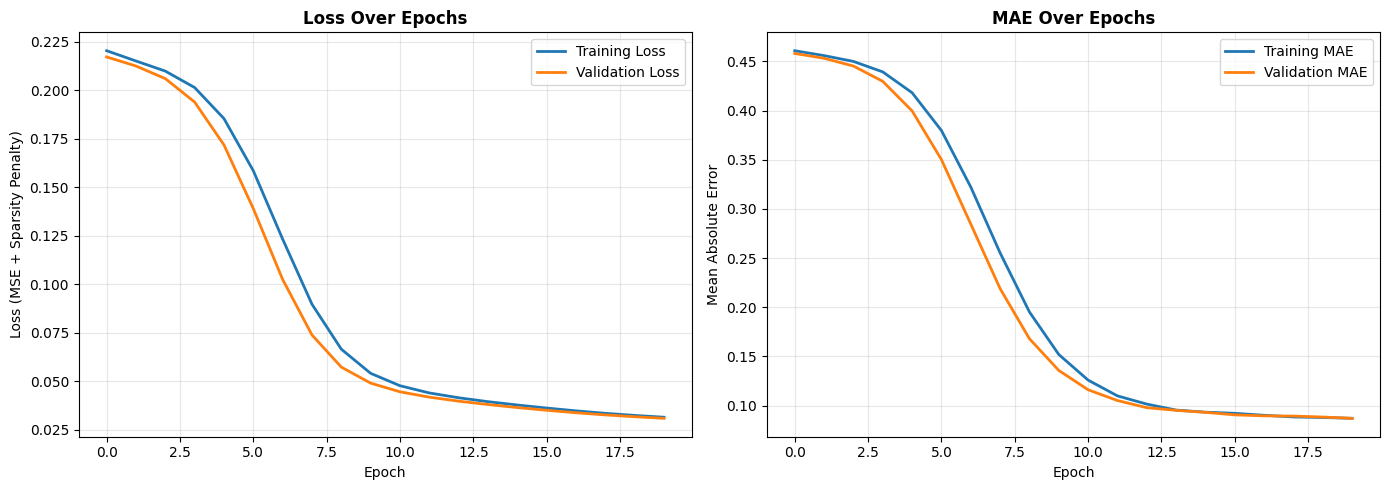 Loss Over Epochs
Training Loss
Validation Loss
Loss (MSE + Sparsity Penalty)
0.225
0.200
0.175
0.150
0.125
0.100
0.075
0.050
0.025
0.0 2.5 5.0 7.5 10.0 12.5 15.0 17.5
Epoch
MAE Over Epochs
Training MAE
Validation MAE
Mean Absolute Error
0.45
0.40
0.35
0.30
0.25
0.20
0.15
0.10
0.0 2.5 5.0 7.5 10.0 12.5 15.0 17.5
Epoch